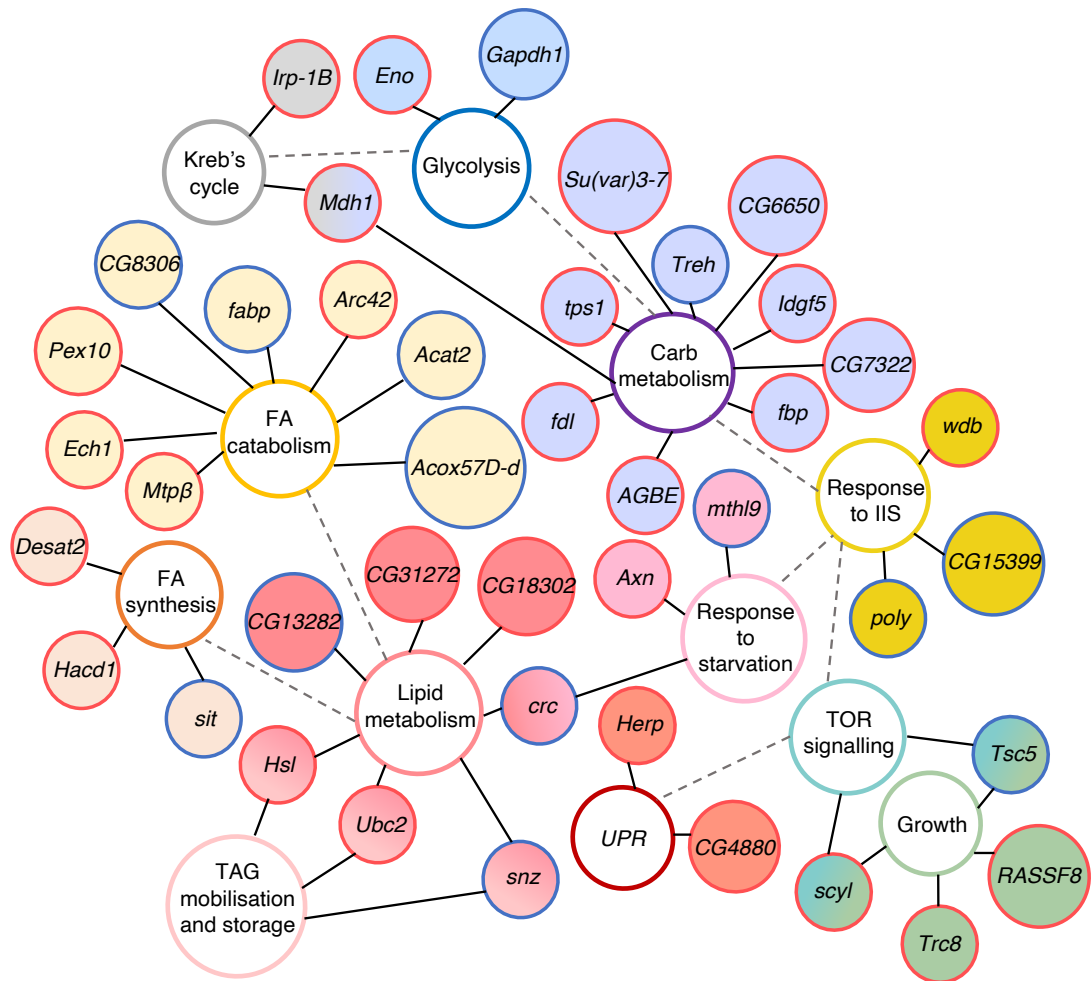 Gapdh1
Irp-1B
Eno
Kreb's
cycle
Glycolysis
Su(var)3-7
CG6650
Mdh1
Treh
CG8306
fabp
Arc42
tps1
Idgf5
Pex10
Acat2
Carb
metabolism
CG7322
FA
catabolism
fdl
fbp
wdb
Ech1
Acox57D-d
Mtpβ
AGBE
mthl9
Response
to IIS
Desat2
FA
synthesis
CG31272
CG18302
Axn
CG15399
CG13282
Response
to
starvation
poly
Hacd1
sit
Lipid
metabolism
crc
Herp
TOR
signalling
Tsc5
Hsl
Ubc2
UPR
CG4880
Growth
TAG
mobilisation
and storage
snz
scyl
RASSF8
Trc8